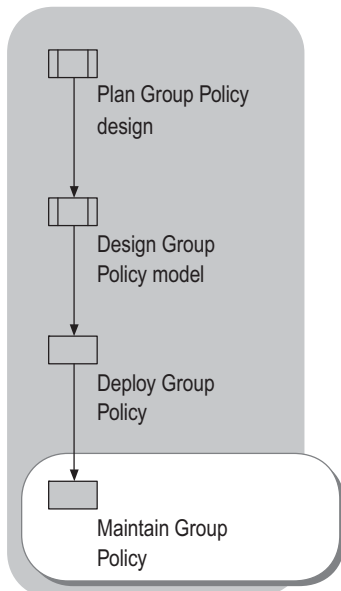 Plan Group Policy
design
Design Group
Policy model
Deploy Group
Policy
Maintain Group
Policy